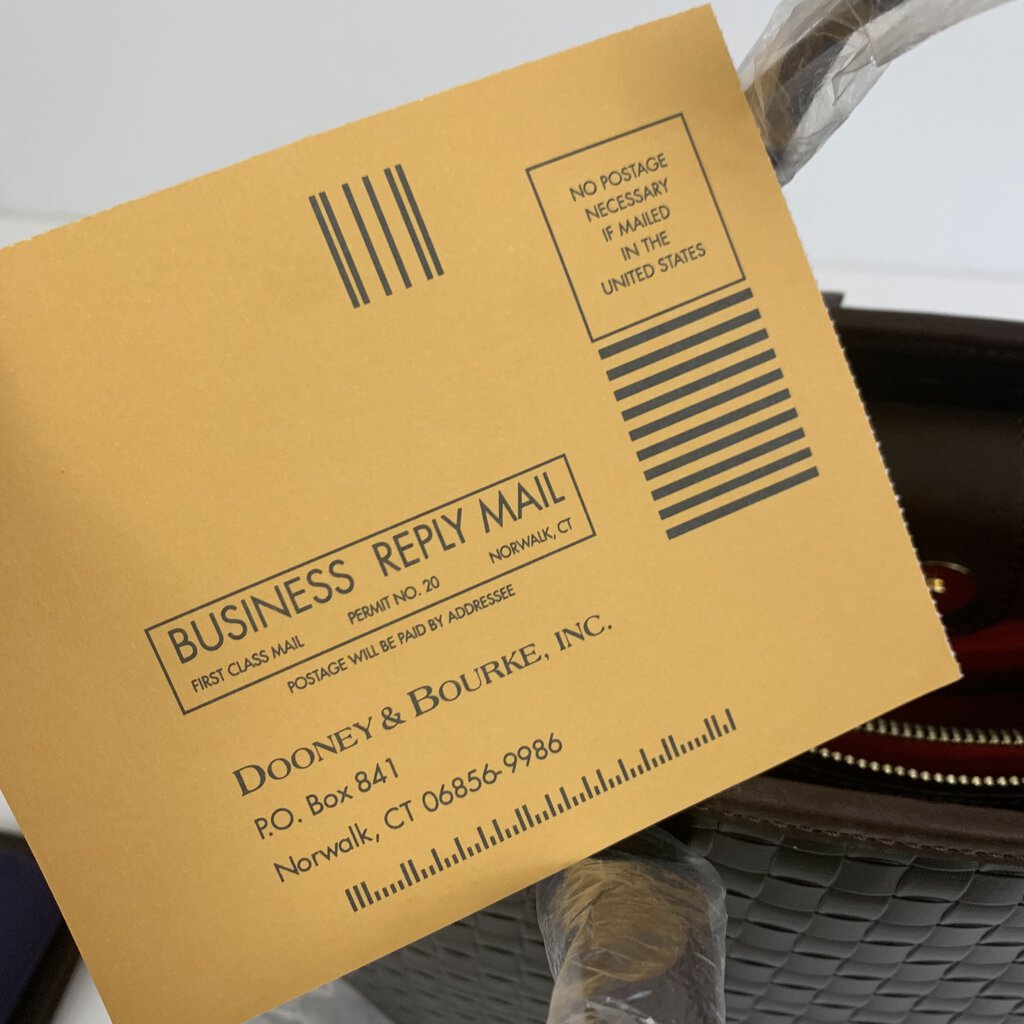 NO POSTAGE
NECESSARY
IF MAILED
IN THE
UNITED STATES
BUSINESS REPLY MAIL
FIRST CLASS MAIL PERMIT NO. 20 NORWALK, CT
POSTAGE WILL BE PAID BY ADDRESSEE
DOONEY & BOURKE, INC.
P.O. Box 841
Norwalk, CT 06856-9986